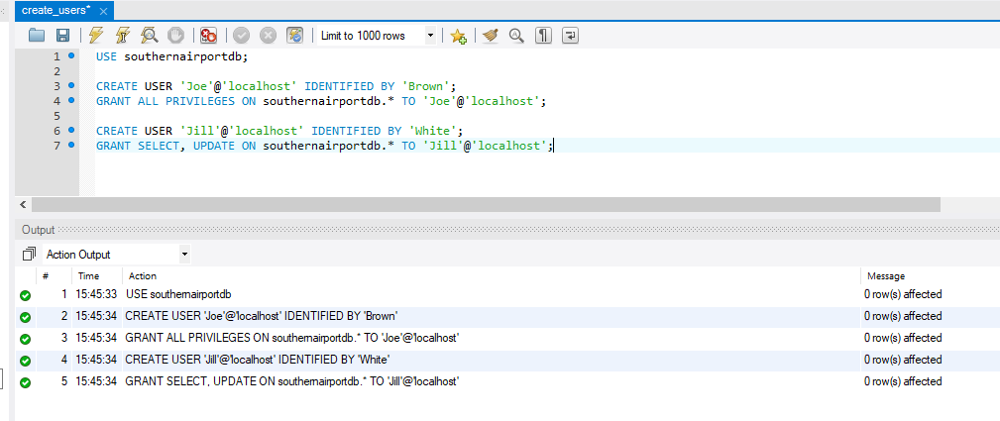 create_users*
Limit to 1000 rows
1 USE southernairportdb;
2
3 CREATE USER 'Joe'@'localhost' IDENTIFIED BY 'Brown';
4 GRANT ALL PRIVILEGES ON southernairportdb.* TO 'Joe'@'localhost';
5
6 CREATE USER 'Jill'@'localhost' IDENTIFIED BY 'White';
7 GRANT SELECT, UPDATE ON southernairportdb.* TO 'Jill'@'localhost';
Output
Action Output
# Time Action Message
1 15:45:33 USE southernairportdb 0 row(s) affected
2 15:45:34 CREATE USER 'Joe'@'localhost' IDENTIFIED BY 'Brown' 0 row(s) affected
3 15:45:34 GRANT ALL PRIVILEGES ON southernairportdb.* TO 'Joe'@'localhost' 0 row(s) affected
4 15:45:34 CREATE USER 'Jill'@'localhost' IDENTIFIED BY 'White' 0 row(s) affected
5 15:45:34 GRANT SELECT, UPDATE ON southernairportdb.* TO 'Jill'@'localhost' 0 row(s) affected